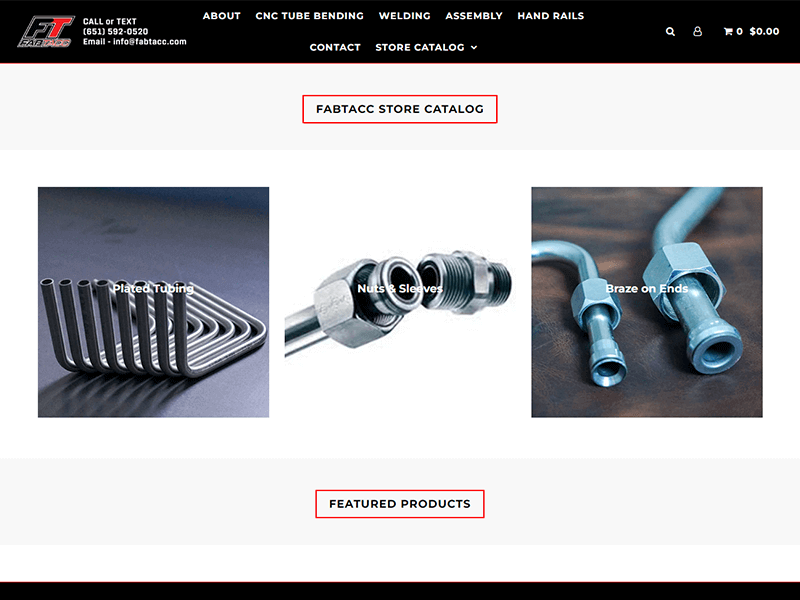 FT
FABTACC
CALL or TEXT
(651) 592-0520
Email - info@fabtacc.com
ABOUT CNC TUBE BENDING WELDING ASSEMBLY HAND RAILS
CONTACT STORE CATALOG
0 $0.00
FABTACC STORE CATALOG
Plated Tubing
Nuts & Sleeves
Braze on Ends
FEATURED PRODUCTS